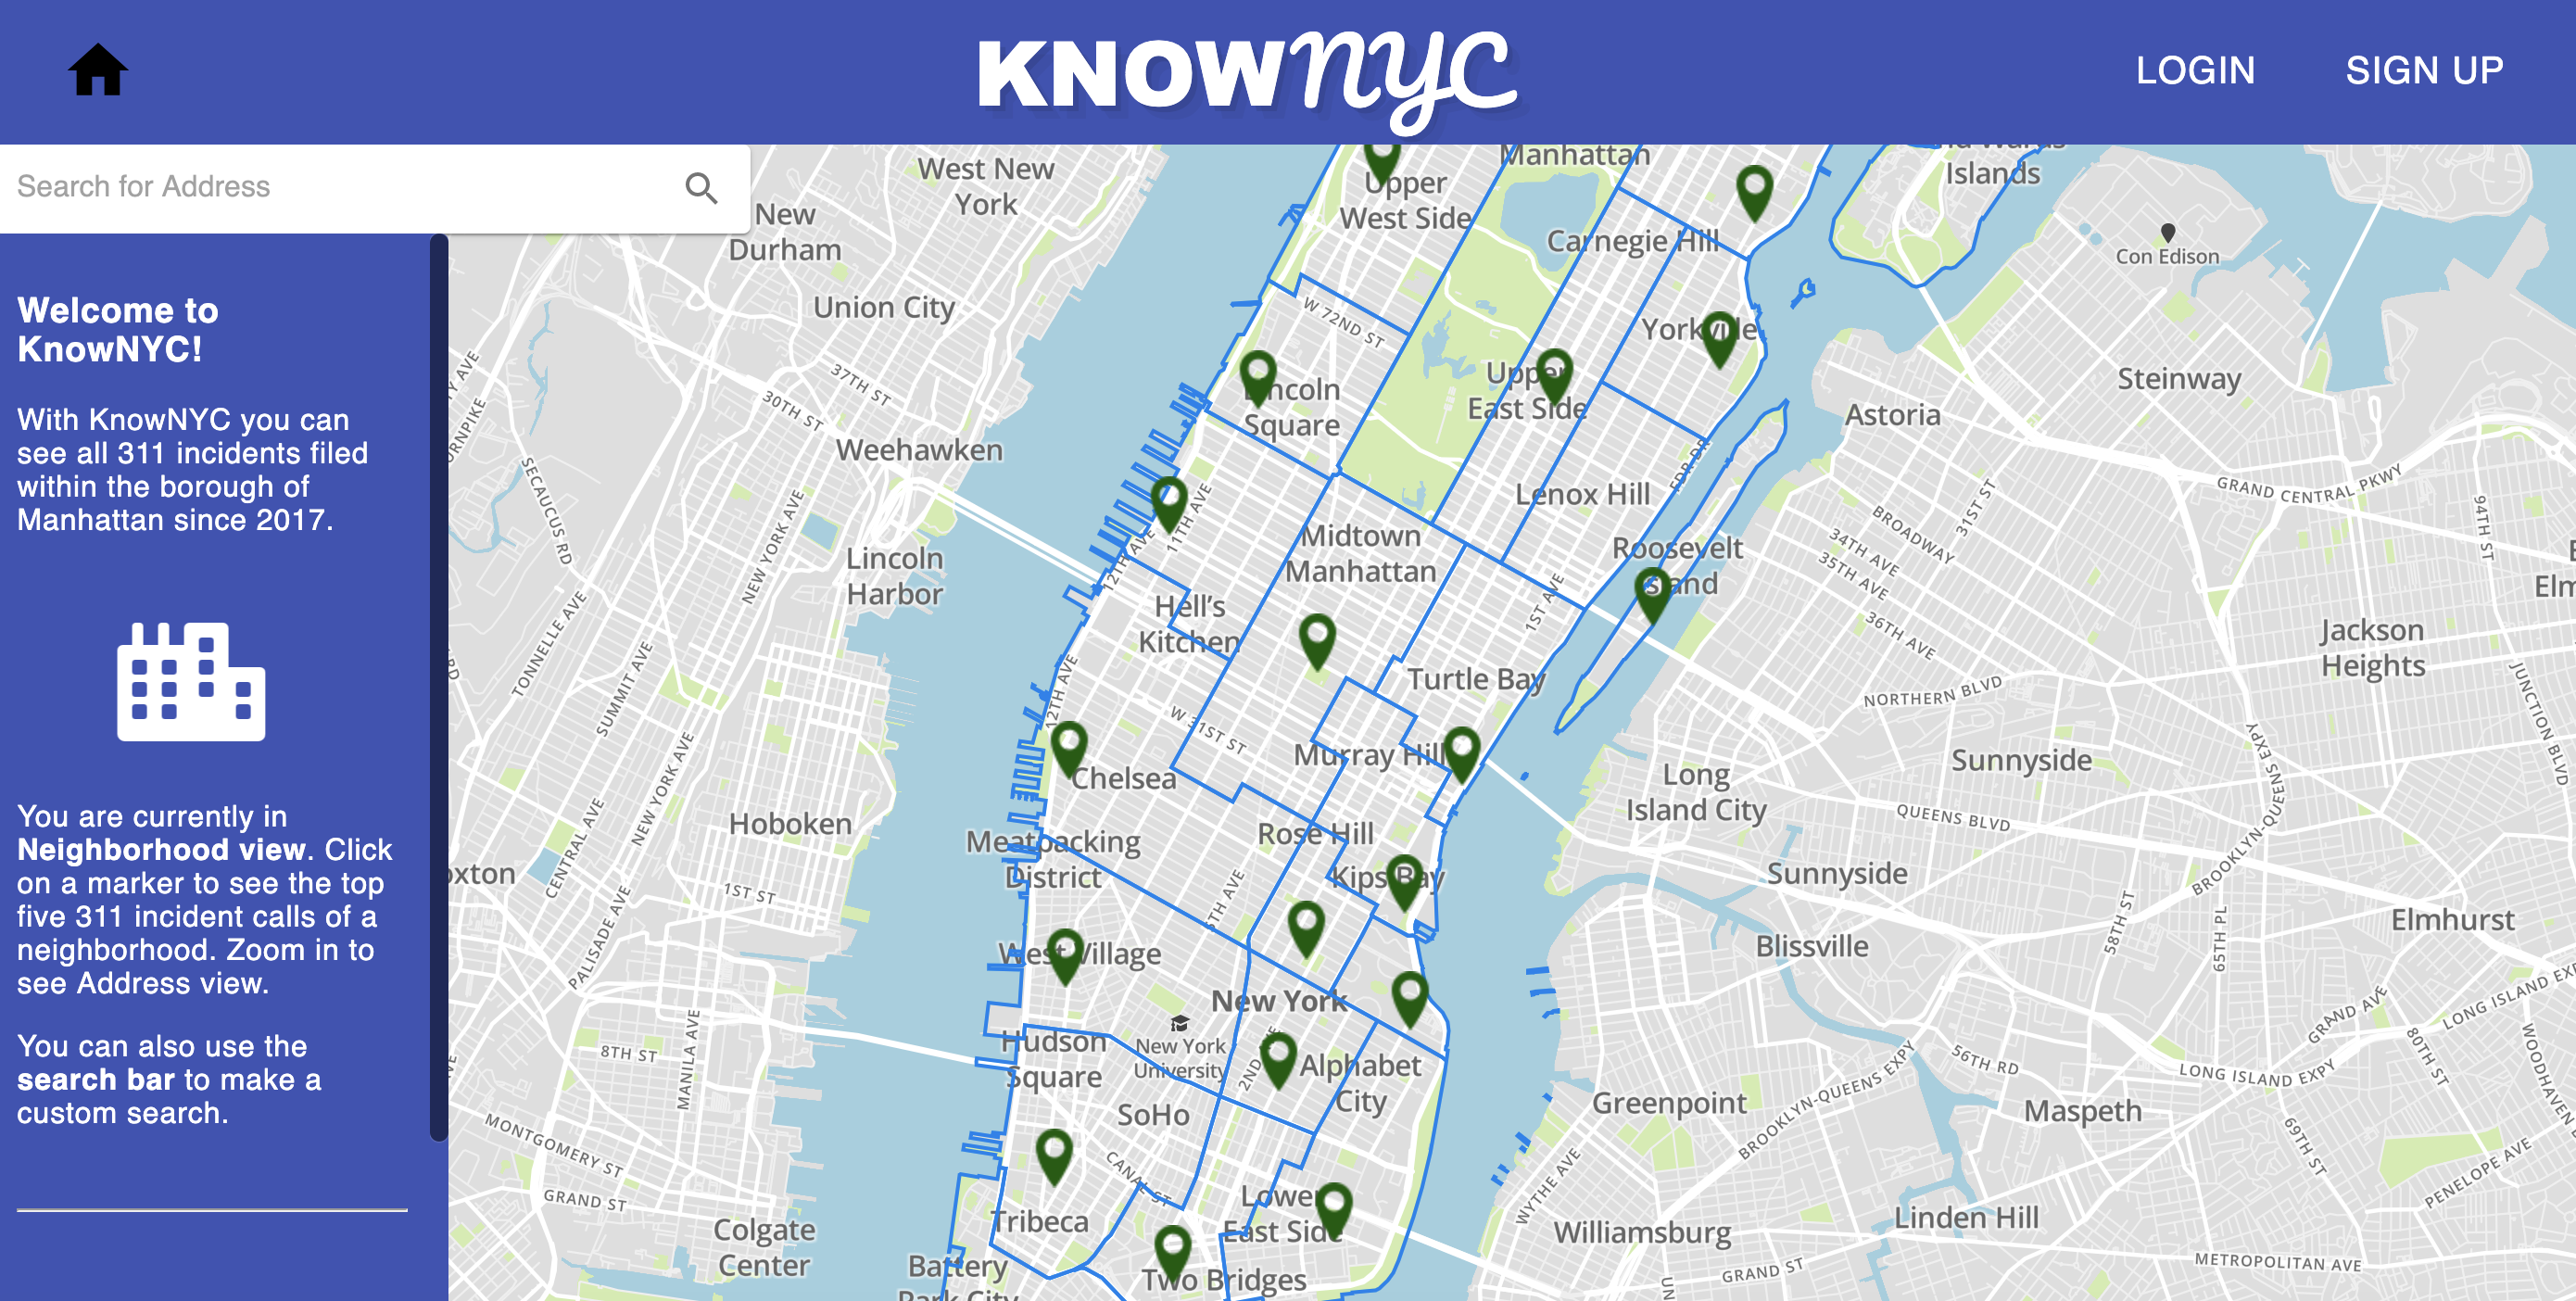 KNOWnyc
LOGIN
SIGN UP
Search for Address
Welcome to
KnowNYC!
With KnowNYC you can
see all 311 incidents filed
within the borough of
Manhattan since 2017.
You are currently in
Neighborhood view. Click
on a marker to see the top
five 311 incident calls of a
neighborhood. Zoom in to
see Address view.
You can also use the
search bar to make a
custom search.
West New
York
New
Durham
Union City
37TH ST
30TH ST
Weehawken
SECAUCUS RD
NEW YORK AVE
Lincoln
Harbor
TONNELLE AVE
SUMMIT AVE
NEW YORK AVE
CENTRAL AVE
PALISADE AVE
Hoboken
1ST ST
8TH ST
MANILA AVE
MONTGOMERY ST
GRAND ST
Colgate
Center
Manhattan
Upper
West Side
Carnegie Hill
W 72ND ST
Yorkville
Lincoln
Square
Upper
East Side
FDR DR
Lenox Hill
11TH AVE
12TH AVE
Midtown
Manhattan
Roosevelt
Island
1ST AVE
Hell's
Kitchen
Turtle Bay
12TH AVE
W 31ST ST
Murray Hill
Chelsea
Rose Hill
Meatpacking
District
Kips Bay
5TH AVE
West Village
New York
Hudson
Square
New York
University
2ND
Alphabet
City
SoHo
CANAL ST
Tribeca
Lower
East Side
Battery
Park City
Two Bridges
Islands
Con Edison
Steinway
Astoria
GRAND CENTRAL PKWY
94TH ST
BROADWAY
31ST ST
34TH AVE
35TH AVE
36TH AVE
Jackson
Heights
JUNCTION BLVD
NORTHERN BLVD
BROOKLYN-QUEENS EXPY
Sunnyside
Long
Island City
QUEENS BLVD
Sunnyside
58TH ST
65TH PL
Elmhurst
Blissville
GRAND AVE
LONG ISLAND EXPY
80TH ST
56TH RD
LONG ISLAND EXPY
Greenpoint
BROOKLYN-QUEENS EXPY
Maspeth
69TH ST
PENELOPE AVE
WYTHE AVE
Williamsburg
Linden Hill
GRAND ST
METROPOLITAN AVE